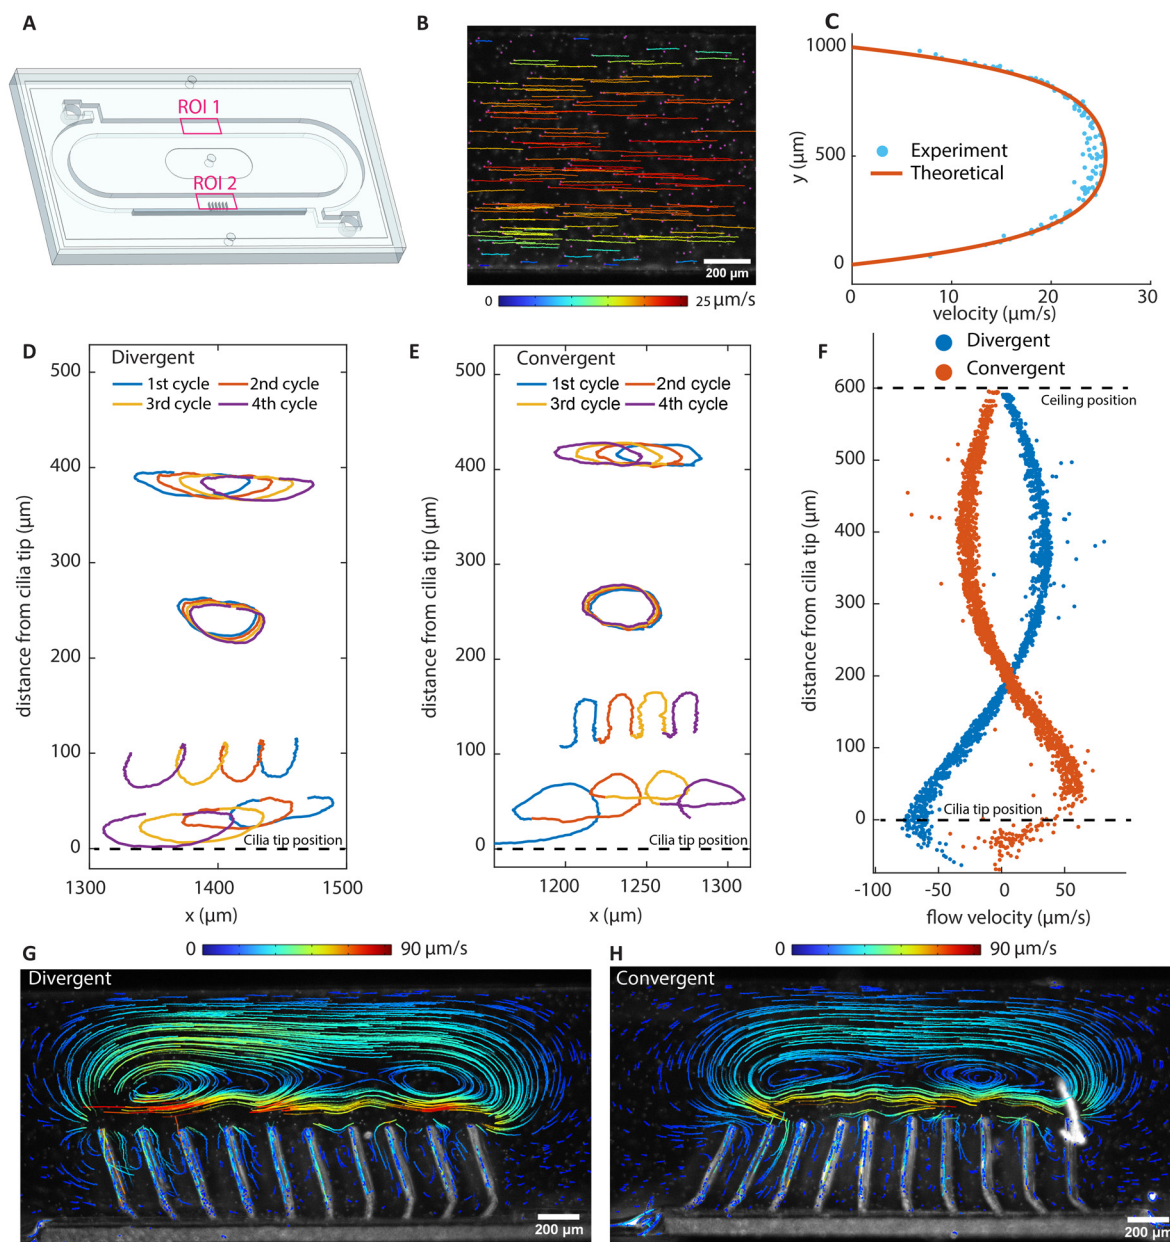 A
ROI 1
ROI 2
B
200 µm
0
25 µm/s
C
1000
500
0
y (µm)
Experiment
Theoretical
0
10
20
30
velocity (µm/s)
D
Divergent
1st cycle
2nd cycle
3rd cycle
4th cycle
500
400
300
200
100
0
distance from cilia tip (µm)
Cilia tip position
1300
1400
1500
x (µm)
E
Convergent
1st cycle
2nd cycle
3rd cycle
4th cycle
500
400
300
200
100
0
distance from cilia tip (µm)
Cilia tip position
1200
1250
1300
x (µm)
F
Divergent
Convergent
600
500
400
300
200
100
0
distance from cilia tip (µm)
Ceiling position
Cilia tip position
-100
-50
0
50
flow velocity (µm/s)
G
0
90 µm/s
Divergent
200 µm
H
0
90 µm/s
Convergent
200 µm